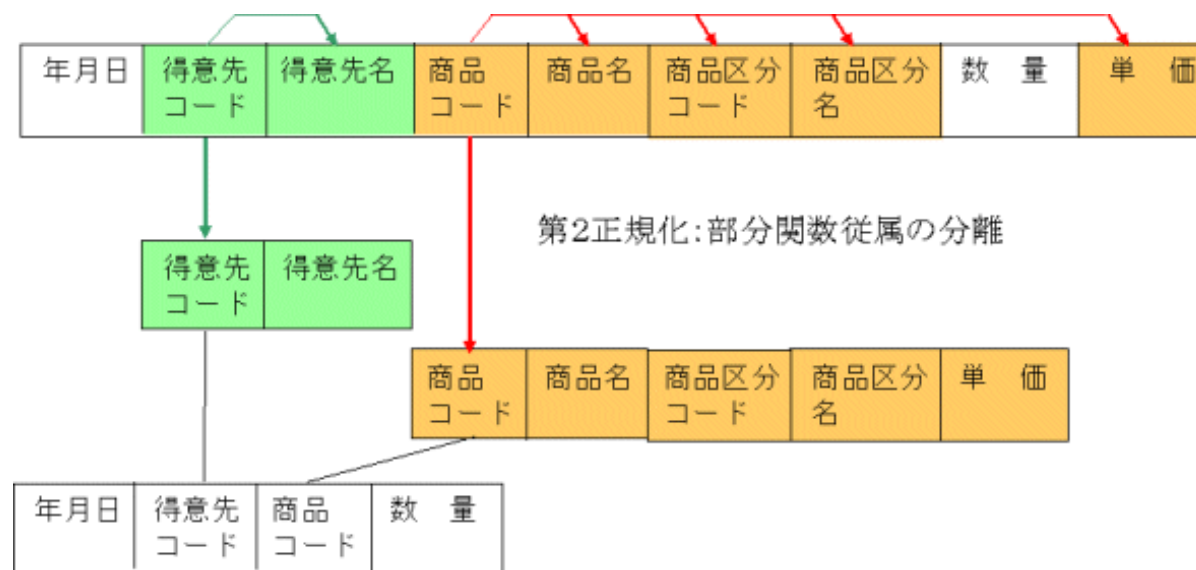 年月日 得意先コード 得意先名 商品コード 商品名 商品区分コード 商品区分名 数 量 単 価
第2正規化:部分関数従属の分離
得意先コード 得意先名
商品コード 商品名 商品区分コード 商品区分名 単 価
年月日 得意先コード 商品コード 数 量